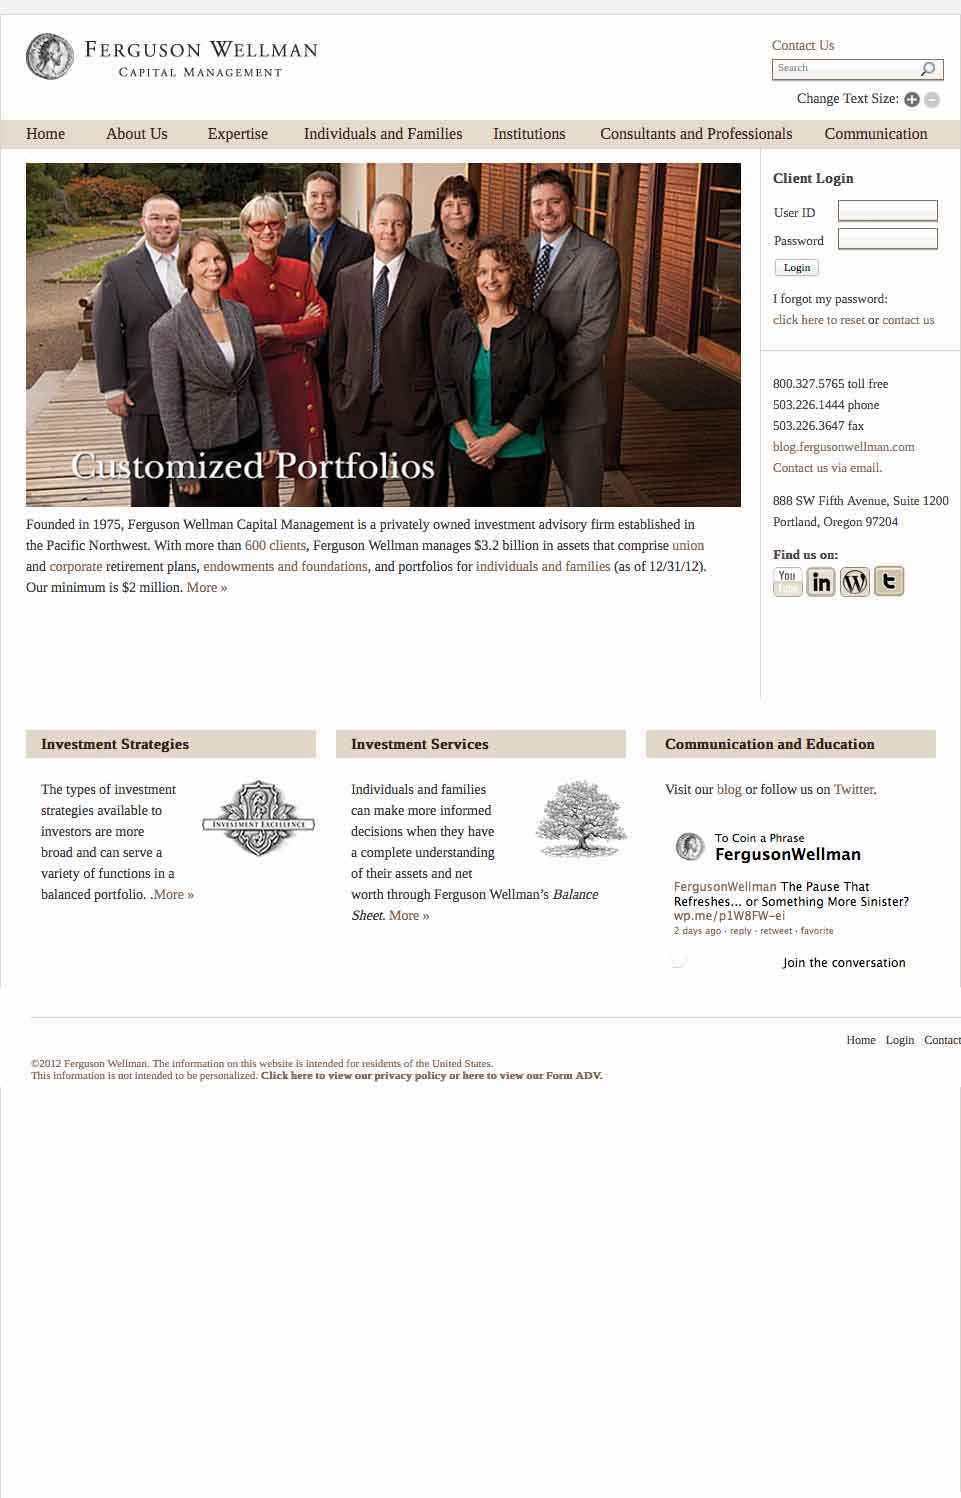 FERGUSON WELLMAN
CAPITAL MANAGEMENT
Contact Us
Search
Change Text Size:
Home About Us Expertise Individuals and Families Institutions Consultants and Professionals Communication
Customized Portfolios
Founded in 1975, Ferguson Wellman Capital Management is a privately owned investment advisory firm established in
the Pacific Northwest. With more than 600 clients, Ferguson Wellman manages $3.2 billion in assets that comprise union
and corporate retirement plans, endowments and foundations, and portfolios for individuals and families (as of 12/31/12).
Our minimum is $2 million. More »
Client Login
User ID
Password
Login
I forgot my password:
click here to reset or contact us
800.327.5765 toll free
503.226.1444 phone
503.226.3647 fax
blog.fergusonwellman.com
Contact us via email.
888 SW Fifth Avenue, Suite 1200
Portland, Oregon 97204
Find us on:
You
Tube
in
W
t
Investment Strategies
The types of investment
strategies available to
investors are more
broad and can serve a
variety of functions in a
balanced portfolio. .More »
INVESTMENT EXCELLENCE
Investment Services
Individuals and families
can make more informed
decisions when they have
a complete understanding
of their assets and net
worth through Ferguson Wellman’s Balance
Sheet. More »
Communication and Education
Visit our blog or follow us on Twitter.
To Coin a Phrase
FergusonWellman
FergusonWellman The Pause That
Refreshes... or Something More Sinister?
wp.me/p1W8FW-ei
2 days ago · reply · retweet · favorite
Join the conversation
Home Login Contact
©2012 Ferguson Wellman. The information on this website is intended for residents of the United States.
This information is not intended to be personalized. Click here to view our privacy policy or here to view our Form ADV.